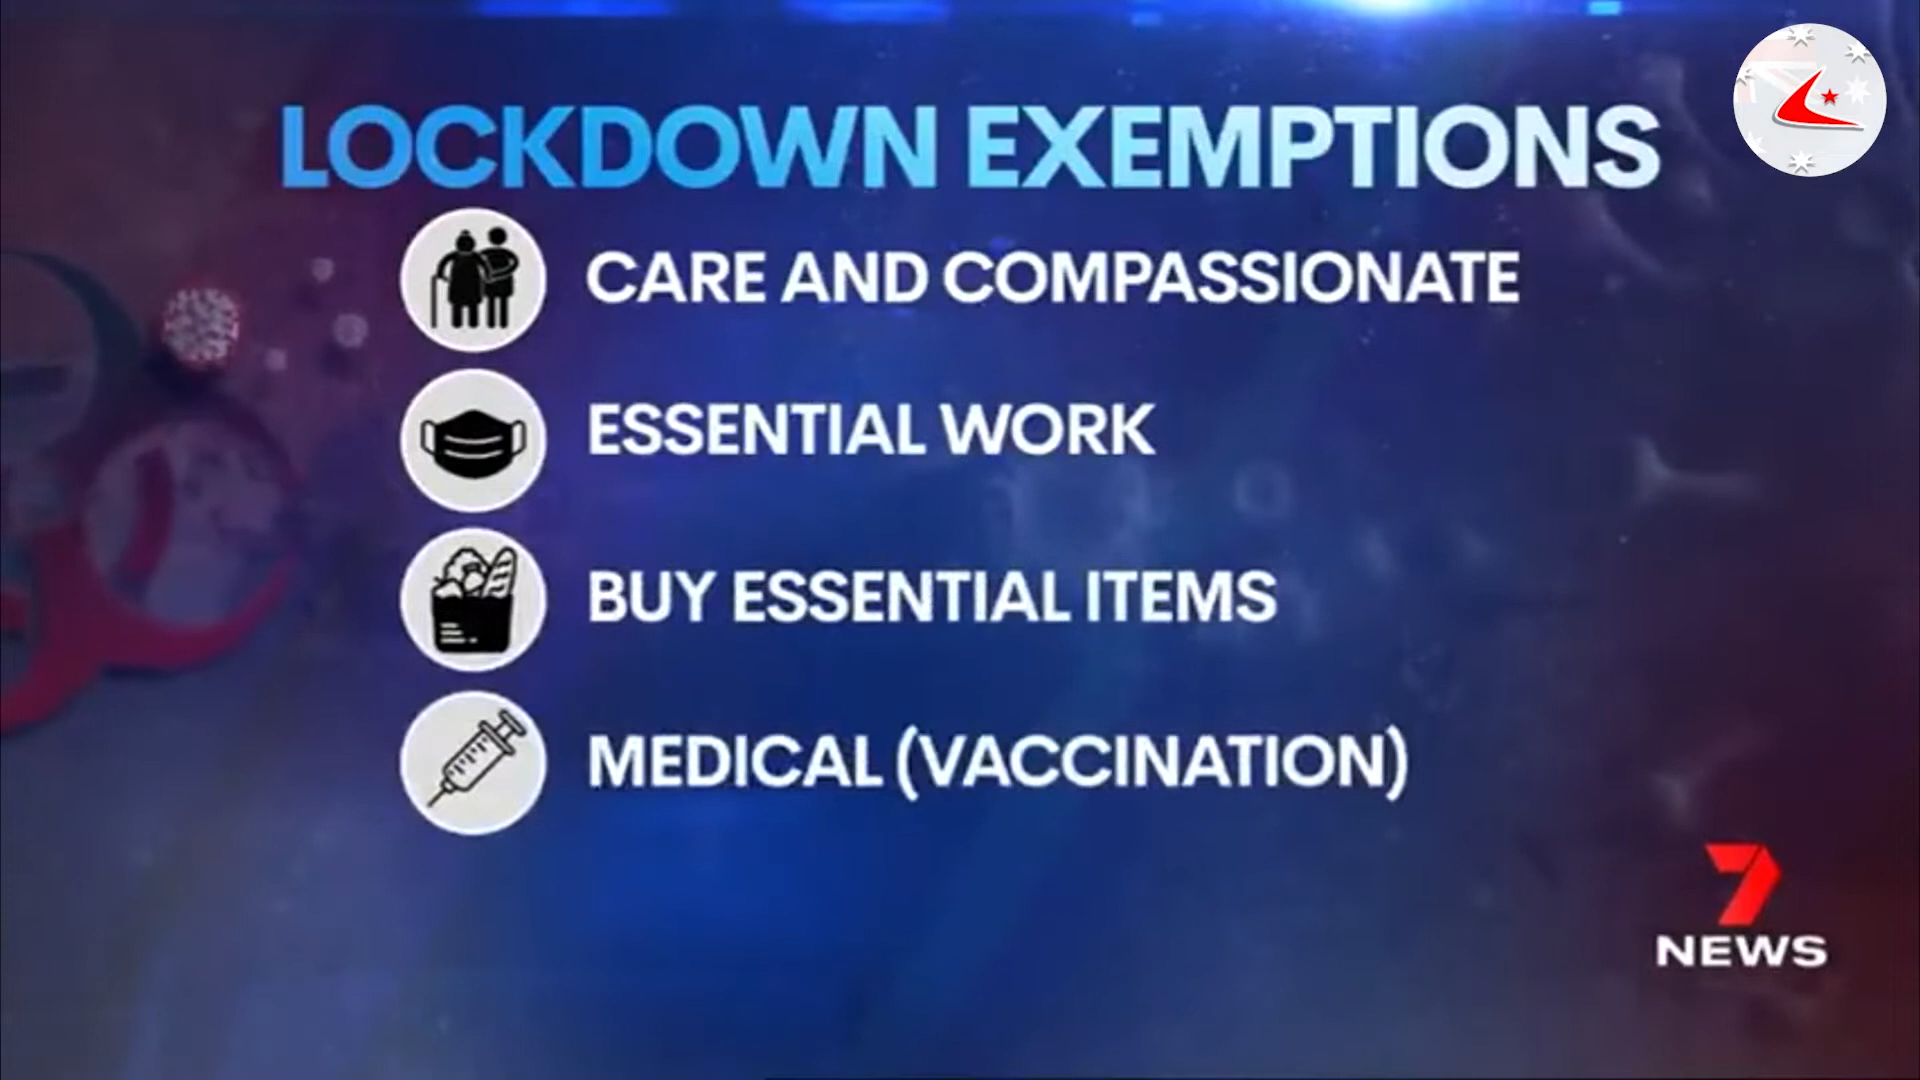 LOCKDOWN EXEMPTIONS
CARE AND COMPASSIONATE
ESSENTIAL WORK
BUY ESSENTIAL ITEMS
MEDICAL (VACCINATION)
7
NEWS